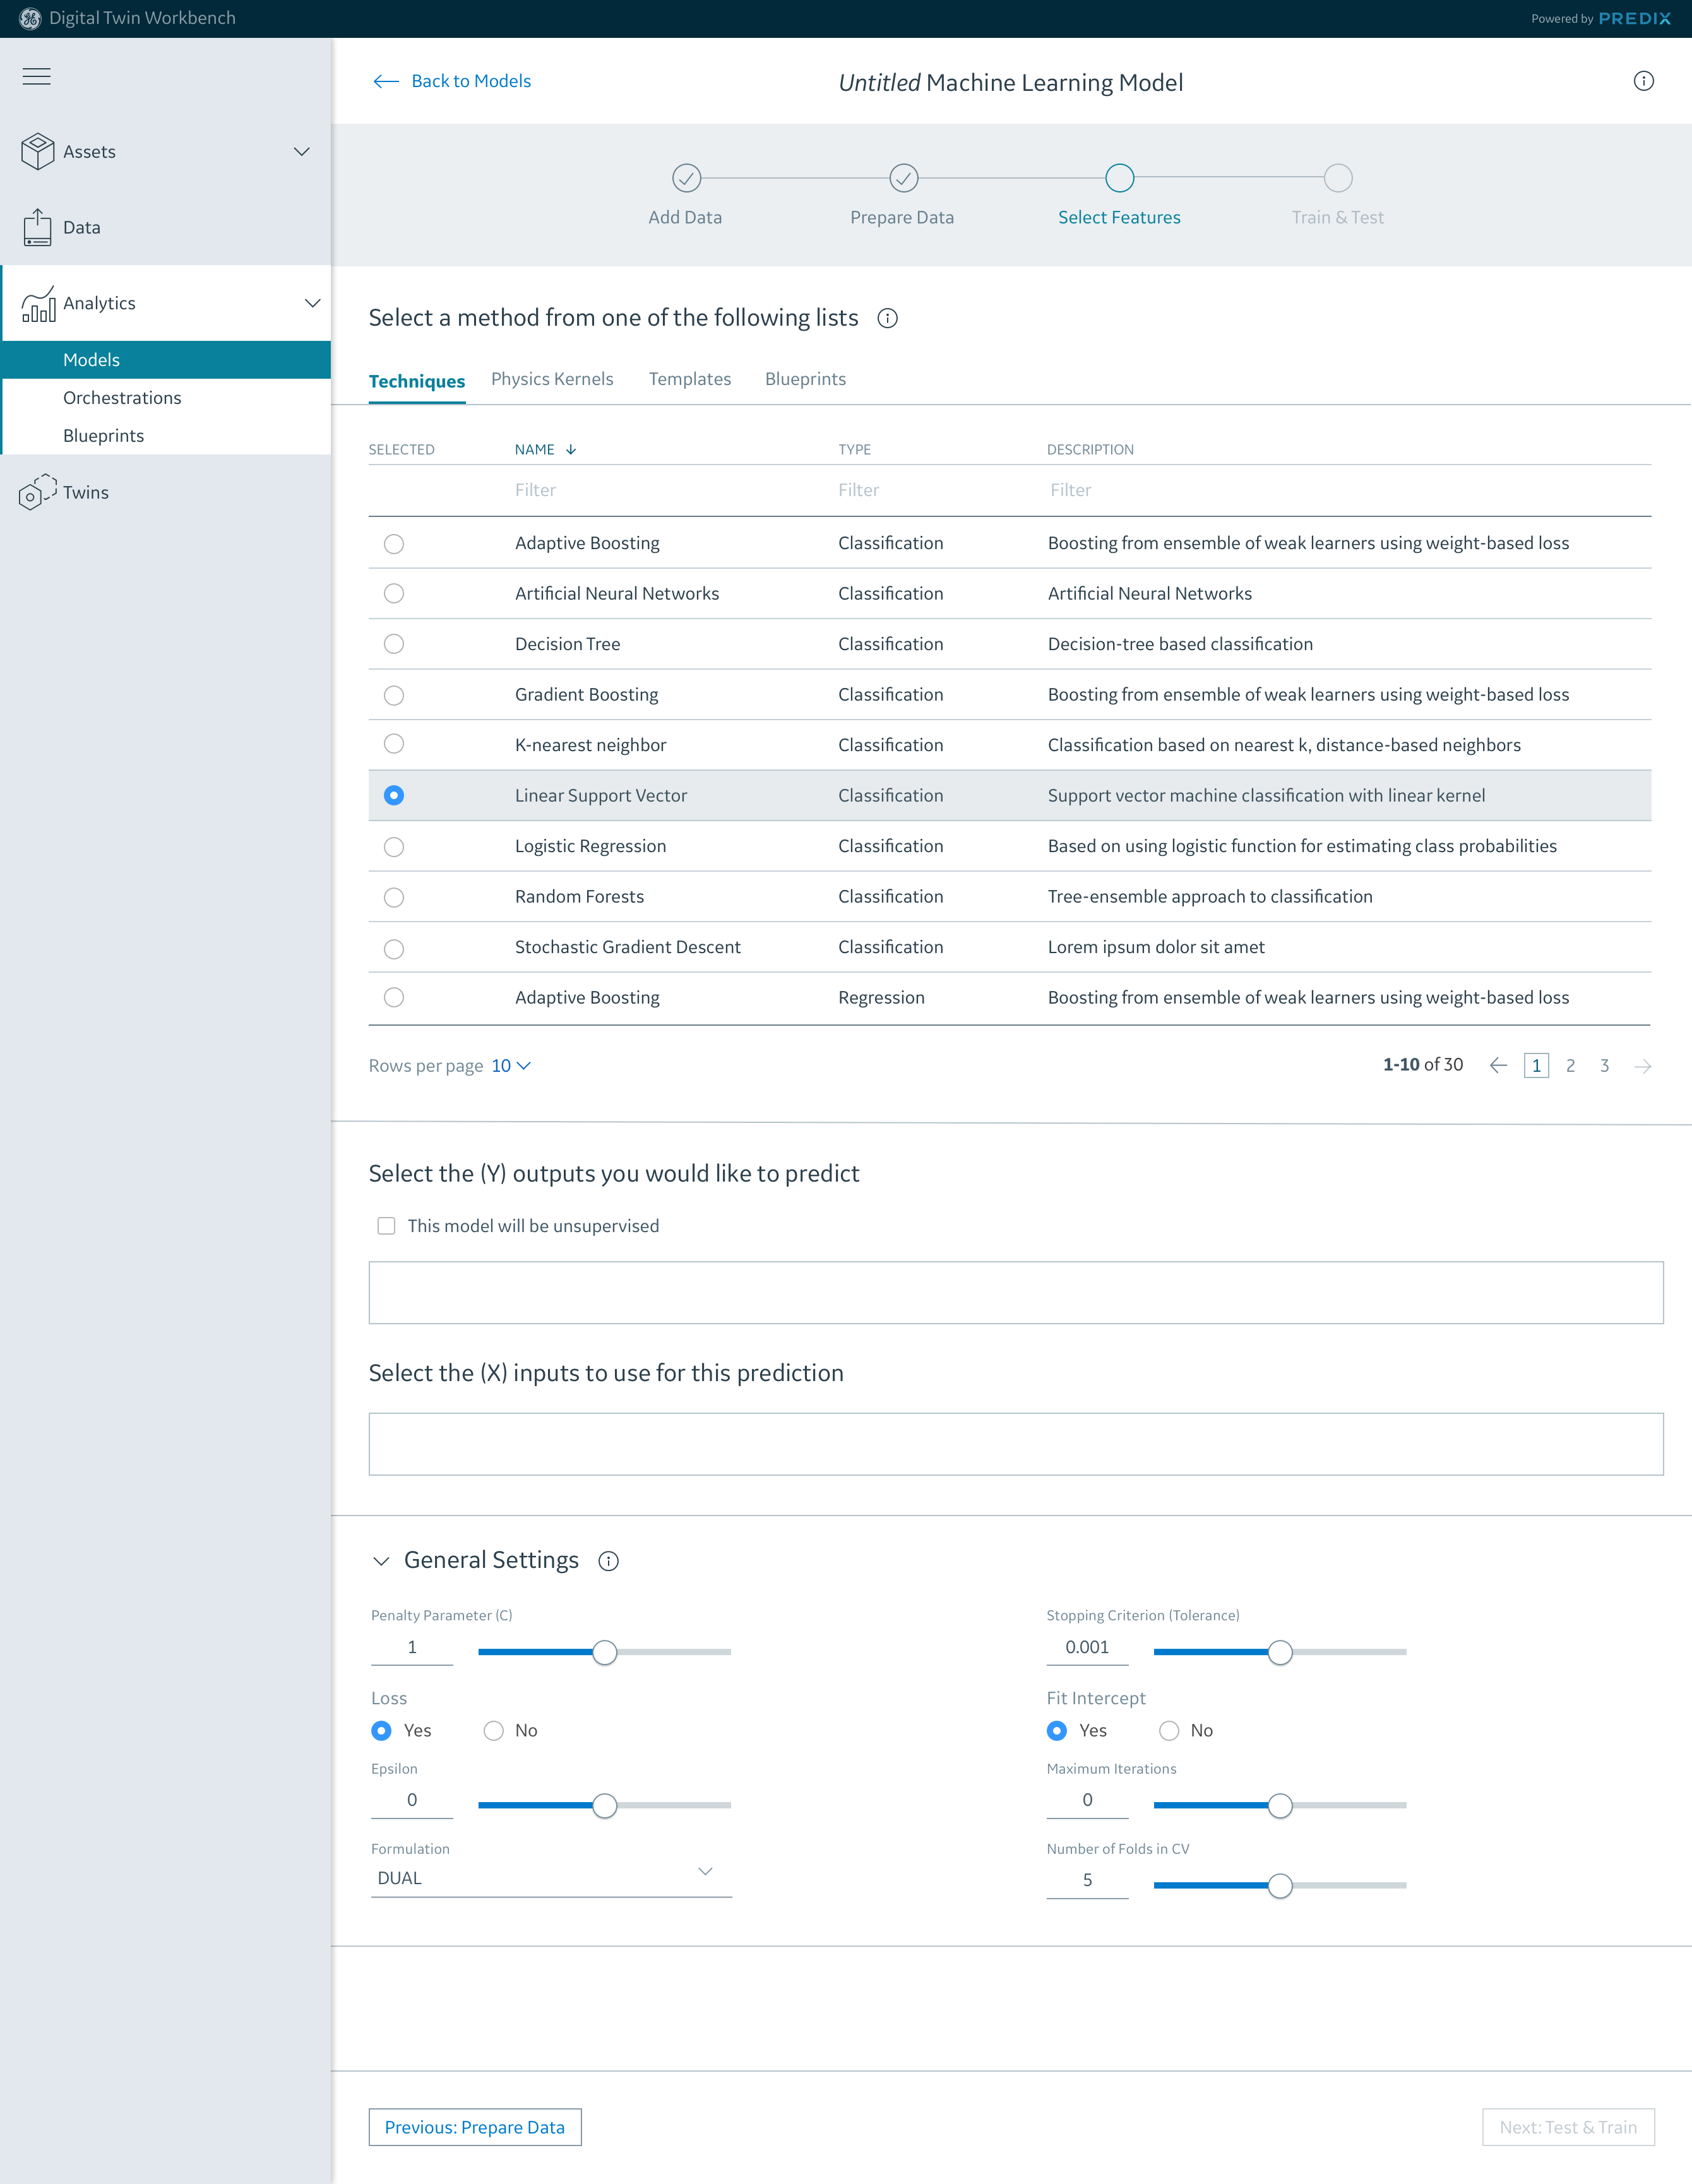 Digital Twin Workbench
Powered by PREDIX
Back to Models
Untitled Machine Learning Model
Assets
Data
Analytics
Models
Orchestrations
Blueprints
Twins
Add Data
Prepare Data
Select Features
Train & Test
Select a method from one of the following lists
Techniques Physics Kernels Templates Blueprints
SELECTED NAME TYPE DESCRIPTION
Filter Filter Filter
Adaptive Boosting Classification Boosting from ensemble of weak learners using weight-based loss
Artificial Neural Networks Classification Artificial Neural Networks
Decision Tree Classification Decision-tree based classification
Gradient Boosting Classification Boosting from ensemble of weak learners using weight-based loss
K-nearest neighbor Classification Classification based on nearest k, distance-based neighbors
Linear Support Vector Classification Support vector machine classification with linear kernel
Logistic Regression Classification Based on using logistic function for estimating class probabilities
Random Forests Classification Tree-ensemble approach to classification
Stochastic Gradient Descent Classification Lorem ipsum dolor sit amet
Adaptive Boosting Regression Boosting from ensemble of weak learners using weight-based loss
Rows per page 10
1-10 of 30 1 2 3
Select the (Y) outputs you would like to predict
This model will be unsupervised
Select the (X) inputs to use for this prediction
General Settings
Penalty Parameter (C)
1
Stopping Criterion (Tolerance)
0.001
Loss
Yes No
Fit Intercept
Yes No
Epsilon
0
Maximum Iterations
0
Formulation
DUAL
Number of Folds in CV
5
Previous: Prepare Data
Next: Test & Train